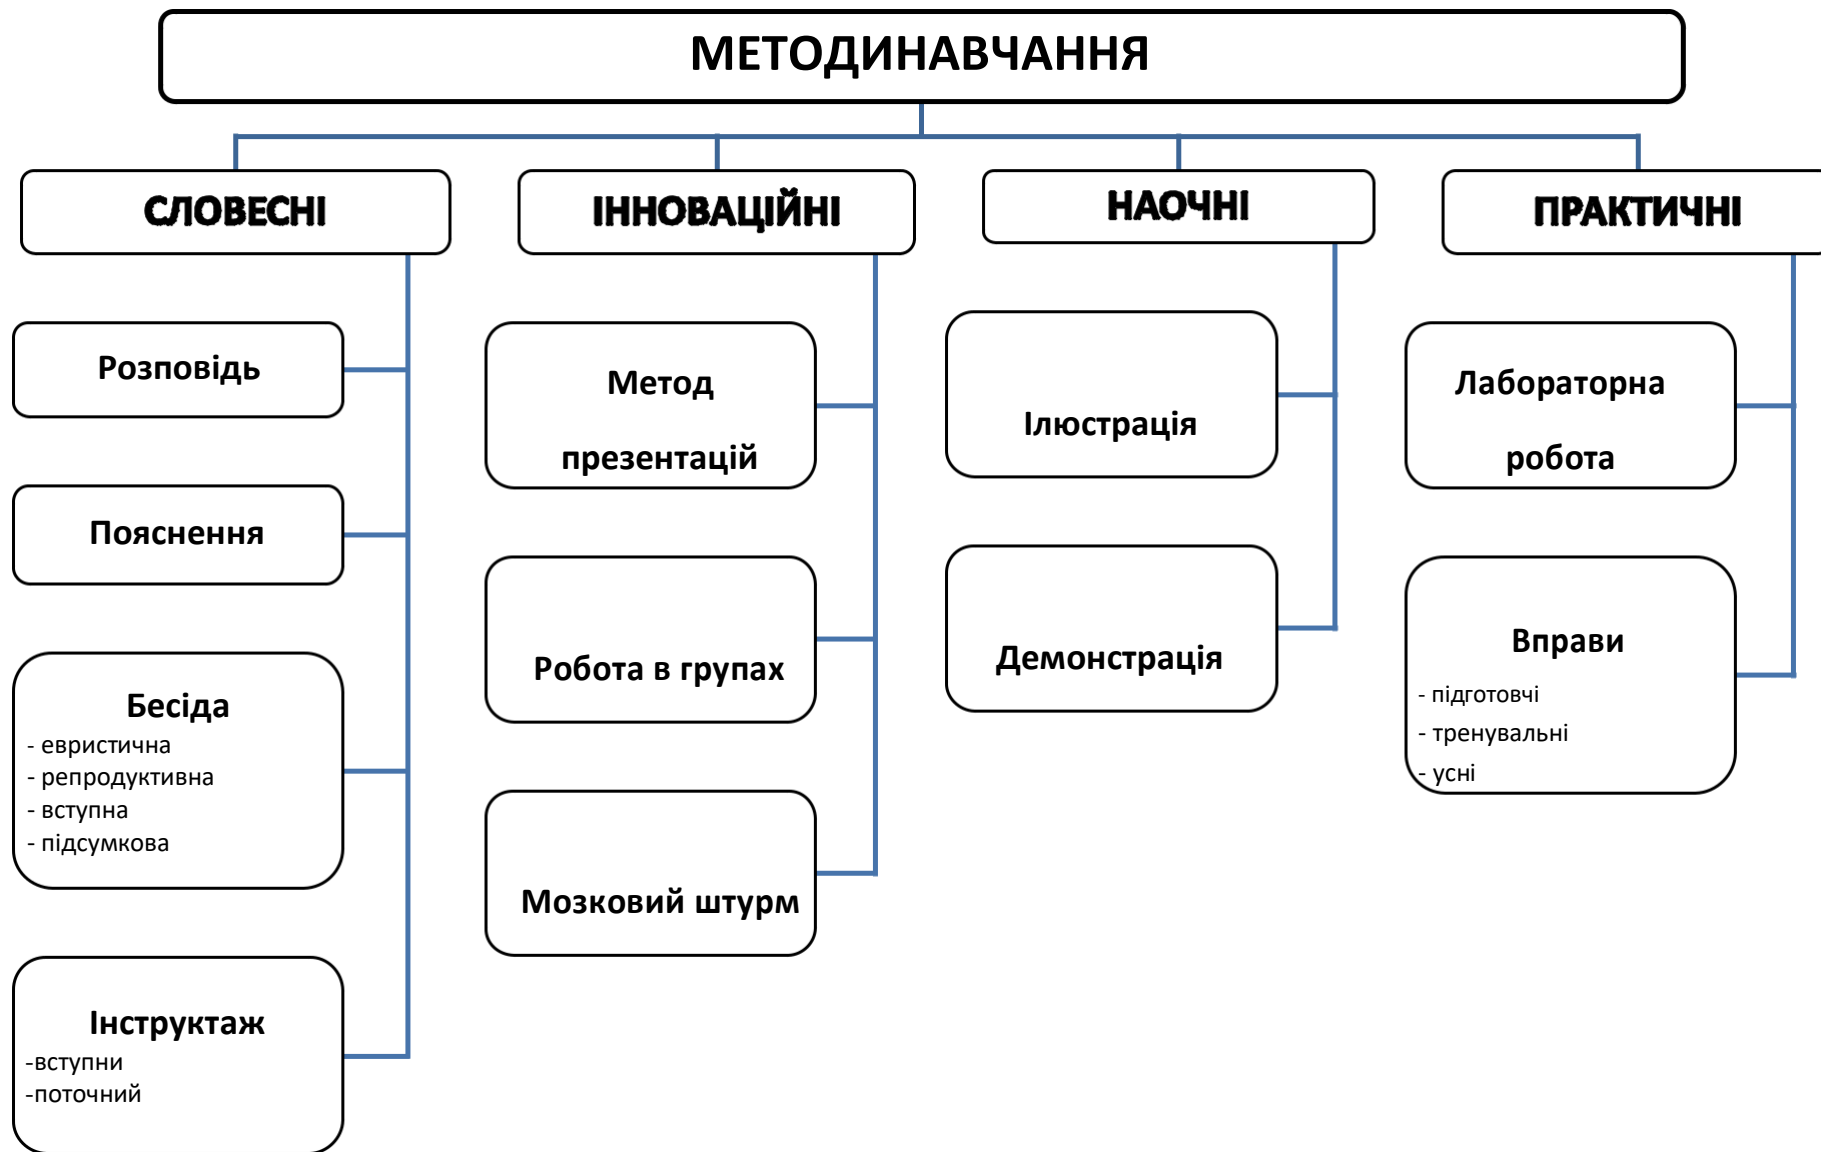 МЕТОДИНАВЧАННЯ
СЛОВЕСНІ
Розповідь
Пояснення
Бесіда
- евристична
- репродуктивна
- вступна
- підсумкова
Інструктаж
-вступни
-поточний
ІННОВАЦІЙНІ
Метод
презентацій
Робота в групах
Мозковий штурм
НАОЧНІ
Ілюстрація
Демонстрація
ПРАКТИЧНІ
Лабораторна
робота
Вправи
- підготовчі
- тренувальні
- усні